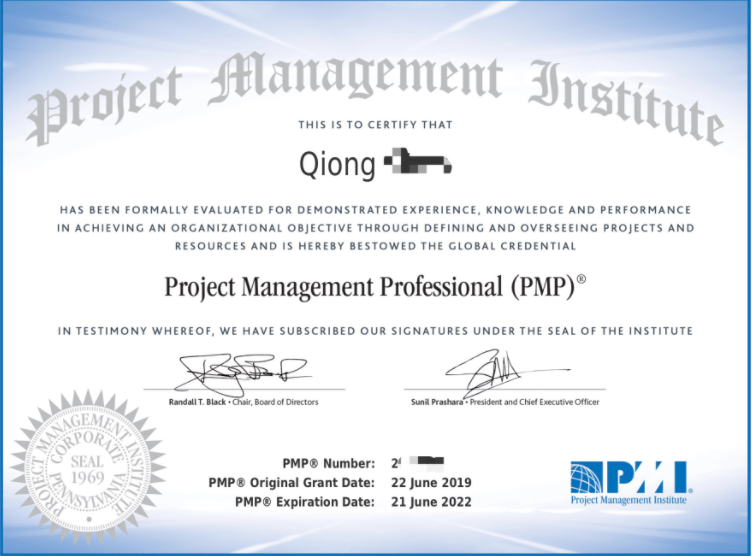 Project Management Institute
THIS IS TO CERTIFY THAT
Qiong
HAS BEEN FORMALLY EVALUATED FOR DEMONSTRATED EXPERIENCE, KNOWLEDGE AND PERFORMANCE
IN ACHIEVING AN ORGANIZATIONAL OBJECTIVE THROUGH DEFINING AND OVERSEEING PROJECTS AND
RESOURCES AND IS HEREBY BESTOWED THE GLOBAL CREDENTIAL
Project Management Professional (PMP)®
IN TESTIMONY WHEREOF, WE HAVE SUBSCRIBED OUR SIGNATURES UNDER THE SEAL OF THE INSTITUTE
Randall T. Black • Chair, Board of Directors
Sunil Prashara • President and Chief Executive Officer
PROJECT MANAGEMENT INSTITUTE
CORPORATE
SEAL
1969
PENNSYLVANIA
PMP® Number:
PMP® Original Grant Date: 22 June 2019
PMP® Expiration Date: 21 June 2022
PMI®
Project Management Institute